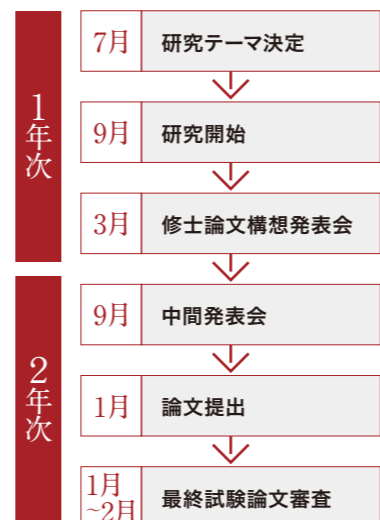 1年次
7月 研究テーマ決定
9月 研究開始
3月 修士論文構想発表会
2年次
9月 中間発表会
1月 論文提出
1月
~2月 最終試験論文審査